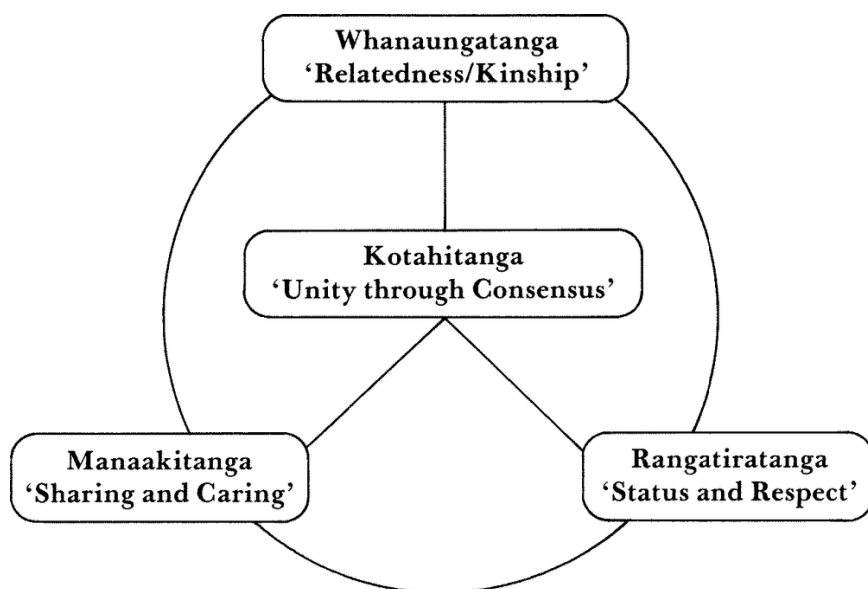 Whanaungatanga
‘Relatedness/Kinship’
Kotahitanga
‘Unity through Consensus’
Manaakitanga
‘Sharing and Caring’
Rangatiratanga
‘Status and Respect’